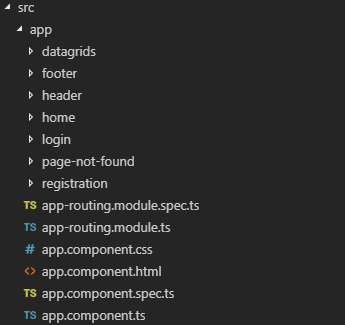 src
app
datagrids
footer
header
home
login
page-not-found
registration
TS app-routing.module.spec.ts
TS app-routing.module.ts
# app.component.css
<> app.component.html
TS app.component.spec.ts
TS app.component.ts